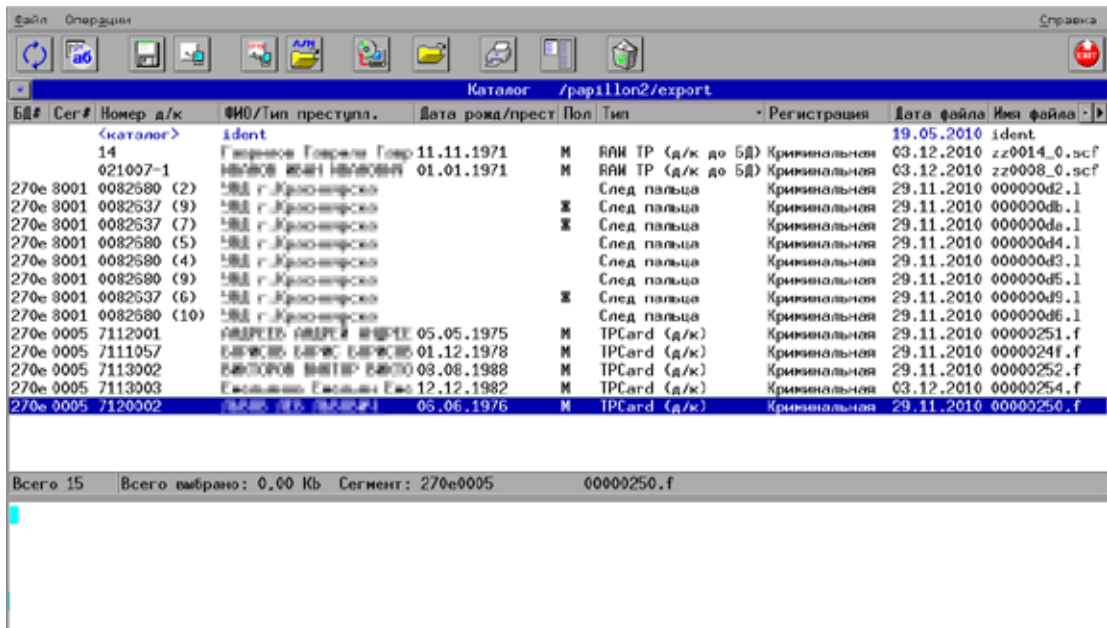 Файл Операции Справка
аб АЛН EXIT
Каталог /papillon2/export
БД# Сег# Номер д/к ФИО/Тип преступл. Дата рожд/прест Пол Тип Регистрация Дата файла Имя файла
<каталог> ident 19.05.2010 ident
14 11.11.1971 М RAW TP (д/к до БД) Криминальная 03.12.2010 zz0014_0.scf
021007-1 01.01.1971 М RAW TP (д/к до БД) Криминальная 03.12.2010 zz0008_0.scf
270e 8001 0082680 (2) След пальца Криминальная 29.11.2010 000000d2.l
270e 8001 0082637 (9) Ж След пальца Криминальная 29.11.2010 000000db.l
270e 8001 0082637 (7) Ж След пальца Криминальная 29.11.2010 000000da.l
270e 8001 0082680 (5) След пальца Криминальная 29.11.2010 000000d4.l
270e 8001 0082680 (4) След пальца Криминальная 29.11.2010 000000d3.l
270e 8001 0082680 (9) След пальца Криминальная 29.11.2010 000000d5.l
270e 8001 0082637 (6) Ж След пальца Криминальная 29.11.2010 000000d9.l
270e 8001 0082680 (10) След пальца Криминальная 29.11.2010 000000d6.l
270e 0005 7112001 05.05.1975 М TPCard (д/к) Криминальная 29.11.2010 00000251.f
270e 0005 7111057 01.12.1978 М TPCard (д/к) Криминальная 29.11.2010 0000024f.f
270e 0005 7113002 08.08.1988 М TPCard (д/к) Криминальная 29.11.2010 00000252.f
270e 0005 7113003 12.12.1982 М TPCard (д/к) Криминальная 03.12.2010 00000254.f
270e 0005 7120002 06.06.1976 М TPCard (д/к) Криминальная 29.11.2010 00000250.f
Всего 15 Всего выбрано: 0,00 Kb Сегмент: 270e0005 00000250.f